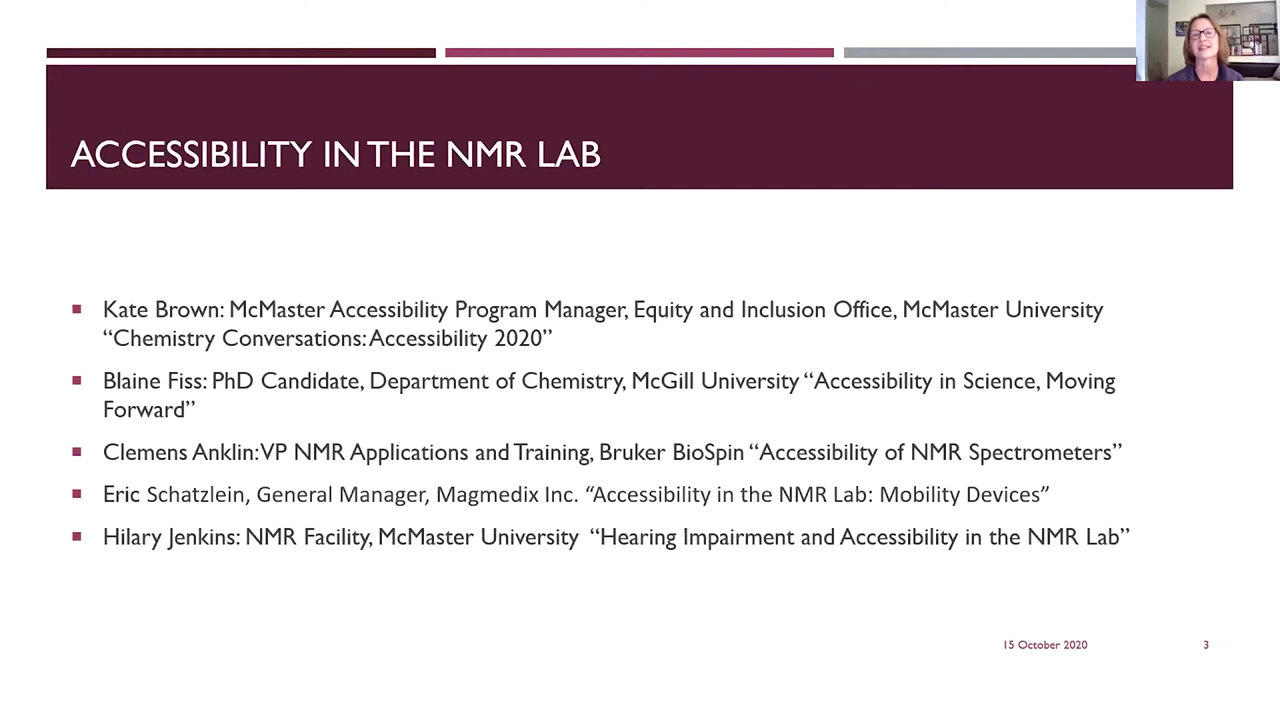 ACCESSIBILITY IN THE NMR LAB
Kate Brown: McMaster Accessibility Program Manager, Equity and Inclusion Office, McMaster University
“Chemistry Conversations: Accessibility 2020”
Blaine Fiss: PhD Candidate, Department of Chemistry, McGill University “Accessibility in Science, Moving
Forward”
Clemens Anklin: VP NMR Applications and Training, Bruker BioSpin “Accessibility of NMR Spectrometers”
Eric Schatzlein, General Manager, Magmedix Inc. “Accessibility in the NMR Lab: Mobility Devices”
Hilary Jenkins: NMR Facility, McMaster University “Hearing Impairment and Accessibility in the NMR Lab”
15 October 2020 3